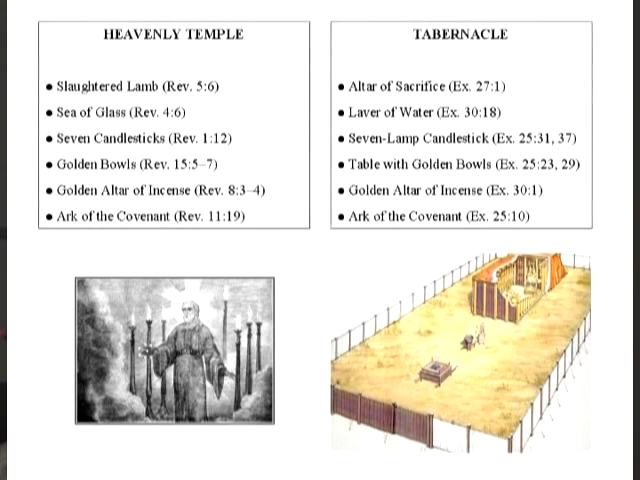 HEAVENLY TEMPLE
● Slaughtered Lamb (Rev. 5:6)
● Sea of Glass (Rev. 4:6)
● Seven Candlesticks (Rev. 1:12)
● Golden Bowls (Rev. 15:5–7)
● Golden Altar of Incense (Rev. 8:3–4)
● Ark of the Covenant (Rev. 11:19)
TABERNACLE
● Altar of Sacrifice (Ex. 27:1)
● Laver of Water (Ex. 30:18)
● Seven-Lamp Candlestick (Ex. 25:31, 37)
● Table with Golden Bowls (Ex. 25:23, 29)
● Golden Altar of Incense (Ex. 30:1)
● Ark of the Covenant (Ex. 25:10)